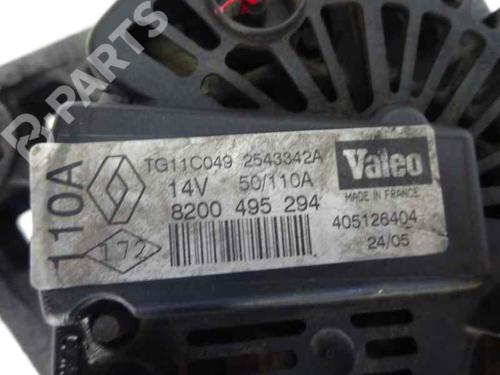 110A
TG11C049 2543342A
14V 50/110A
8200 495 294
172
Valeo
MADE IN FRANCE
405126404
24/05
B-PARTS